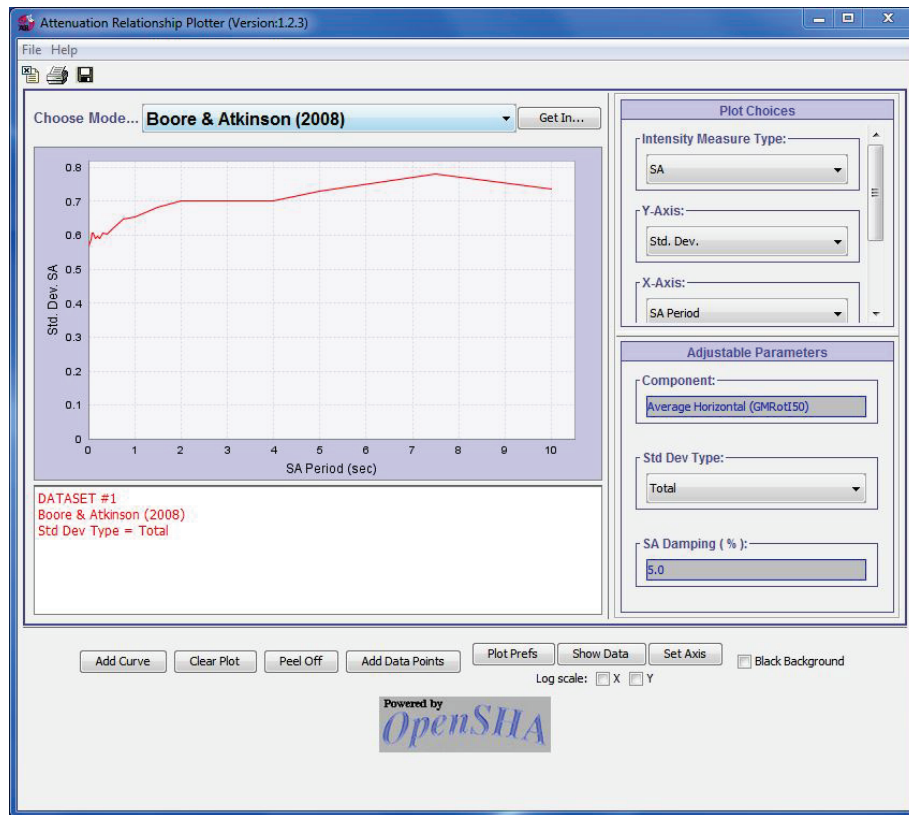 Attenuation Relationship Plotter (Version:1.2.3)
File Help
Choose Mode... Boore & Atkinson (2008) Get In...
0.8
0.7
0.6
0.5
0.4
0.3
0.2
0.1
0
Std. Dev. SA
0 1 2 3 4 5 6 7 8 9 10
SA Period (sec)
DATASET #1
Boore & Atkinson (2008)
Std Dev Type = Total
Plot Choices
Intensity Measure Type:
SA
Y-Axis:
Std. Dev.
X-Axis:
SA Period
Adjustable Parameters
Component:
Average Horizontal (GMRotI50)
Std Dev Type:
Total
SA Damping ( % ):
5.0
Add Curve Clear Plot Peel Off Add Data Points Plot Prefs Show Data Set Axis Black Background
Log scale: X Y
Powered by
OpenSHA